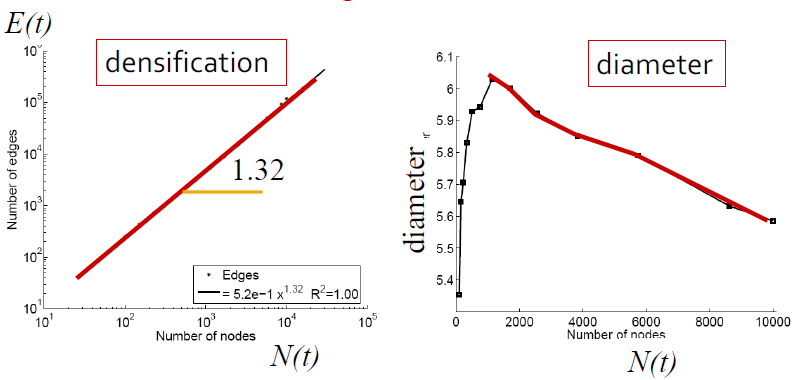 E(t)
densification
10^6
10^5
10^4
10^3
10^2
10^1
Number of edges
1.32
* Edges
= 5.2e−1 x^1.32 R^2=1.00
10^1 10^2 10^3 10^4 10^5
Number of nodes
N(t)
diameter
6.1
6
5.9
5.8
5.7
5.6
5.5
5.4
diameter
0 2000 4000 6000 8000 10000
Number of nodes
N(t)